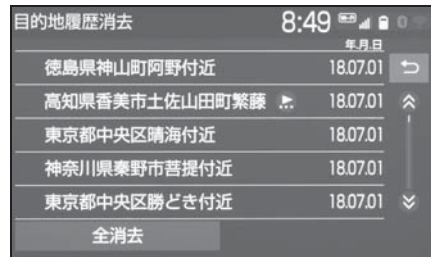 目的地履歴消去 8:49
年.月.日
徳島県神山町阿野付近 18.07.01
高知県香美市土佐山田町繁藤 18.07.01
東京都中央区晴海付近 18.07.01
神奈川県秦野市菩提付近 18.07.01
東京都中央区勝どき付近 18.07.01
全消去